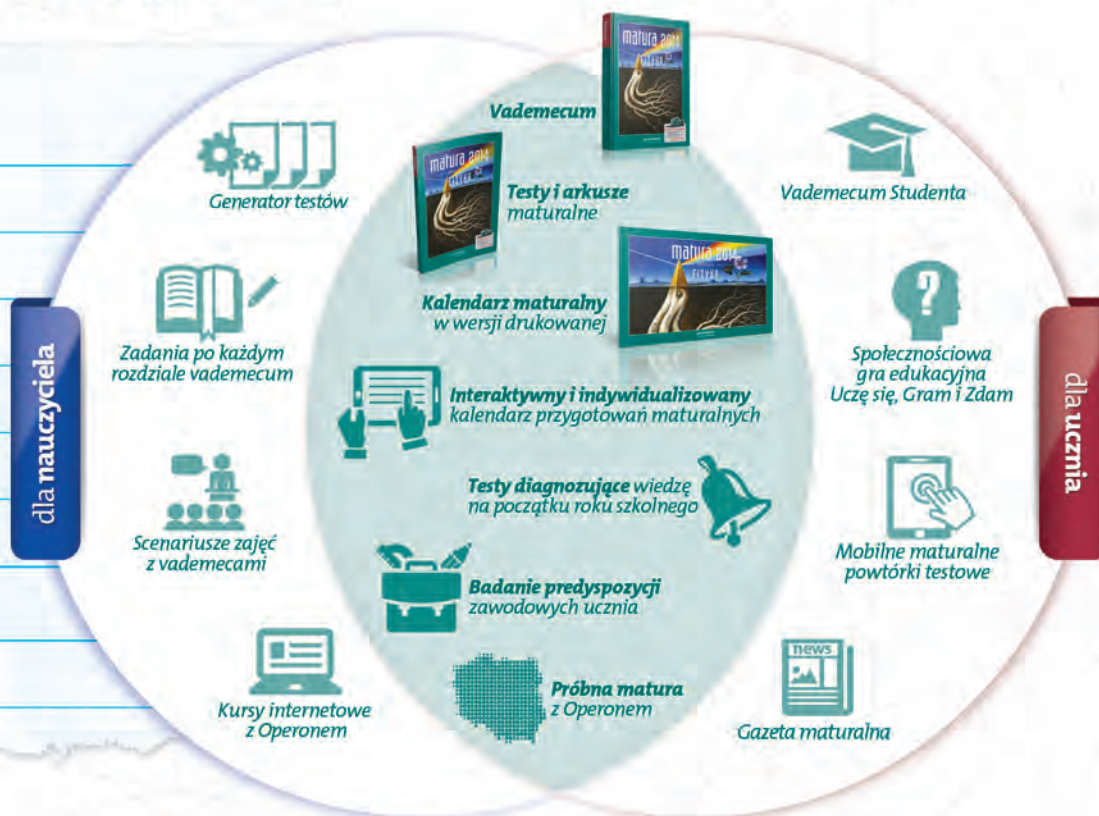 matura 2014
Vademecum
matura 2014
Generator testów
Testy i arkusze
maturalne
Vademecum Studenta
matura 2014
Kalendarz maturalny
w wersji drukowanej
dla nauczyciela
Zadania po każdym
rozdziale vademecum
Społecznościowa
gra edukacyjna
Uczę się, Gram i Zdam
dla ucznia
Interaktywny i indywidualizowany
kalendarz przygotowań maturalnych
Testy diagnozujące wiedzę
na początku roku szkolnego
Scenariusze zajęć
z vademecami
Mobilne maturalne
powtórki testowe
Badanie predyspozycji
zawodowych ucznia
Kursy internetowe
z Operonem
Próbna matura
z Operonem
news
Gazeta maturalna